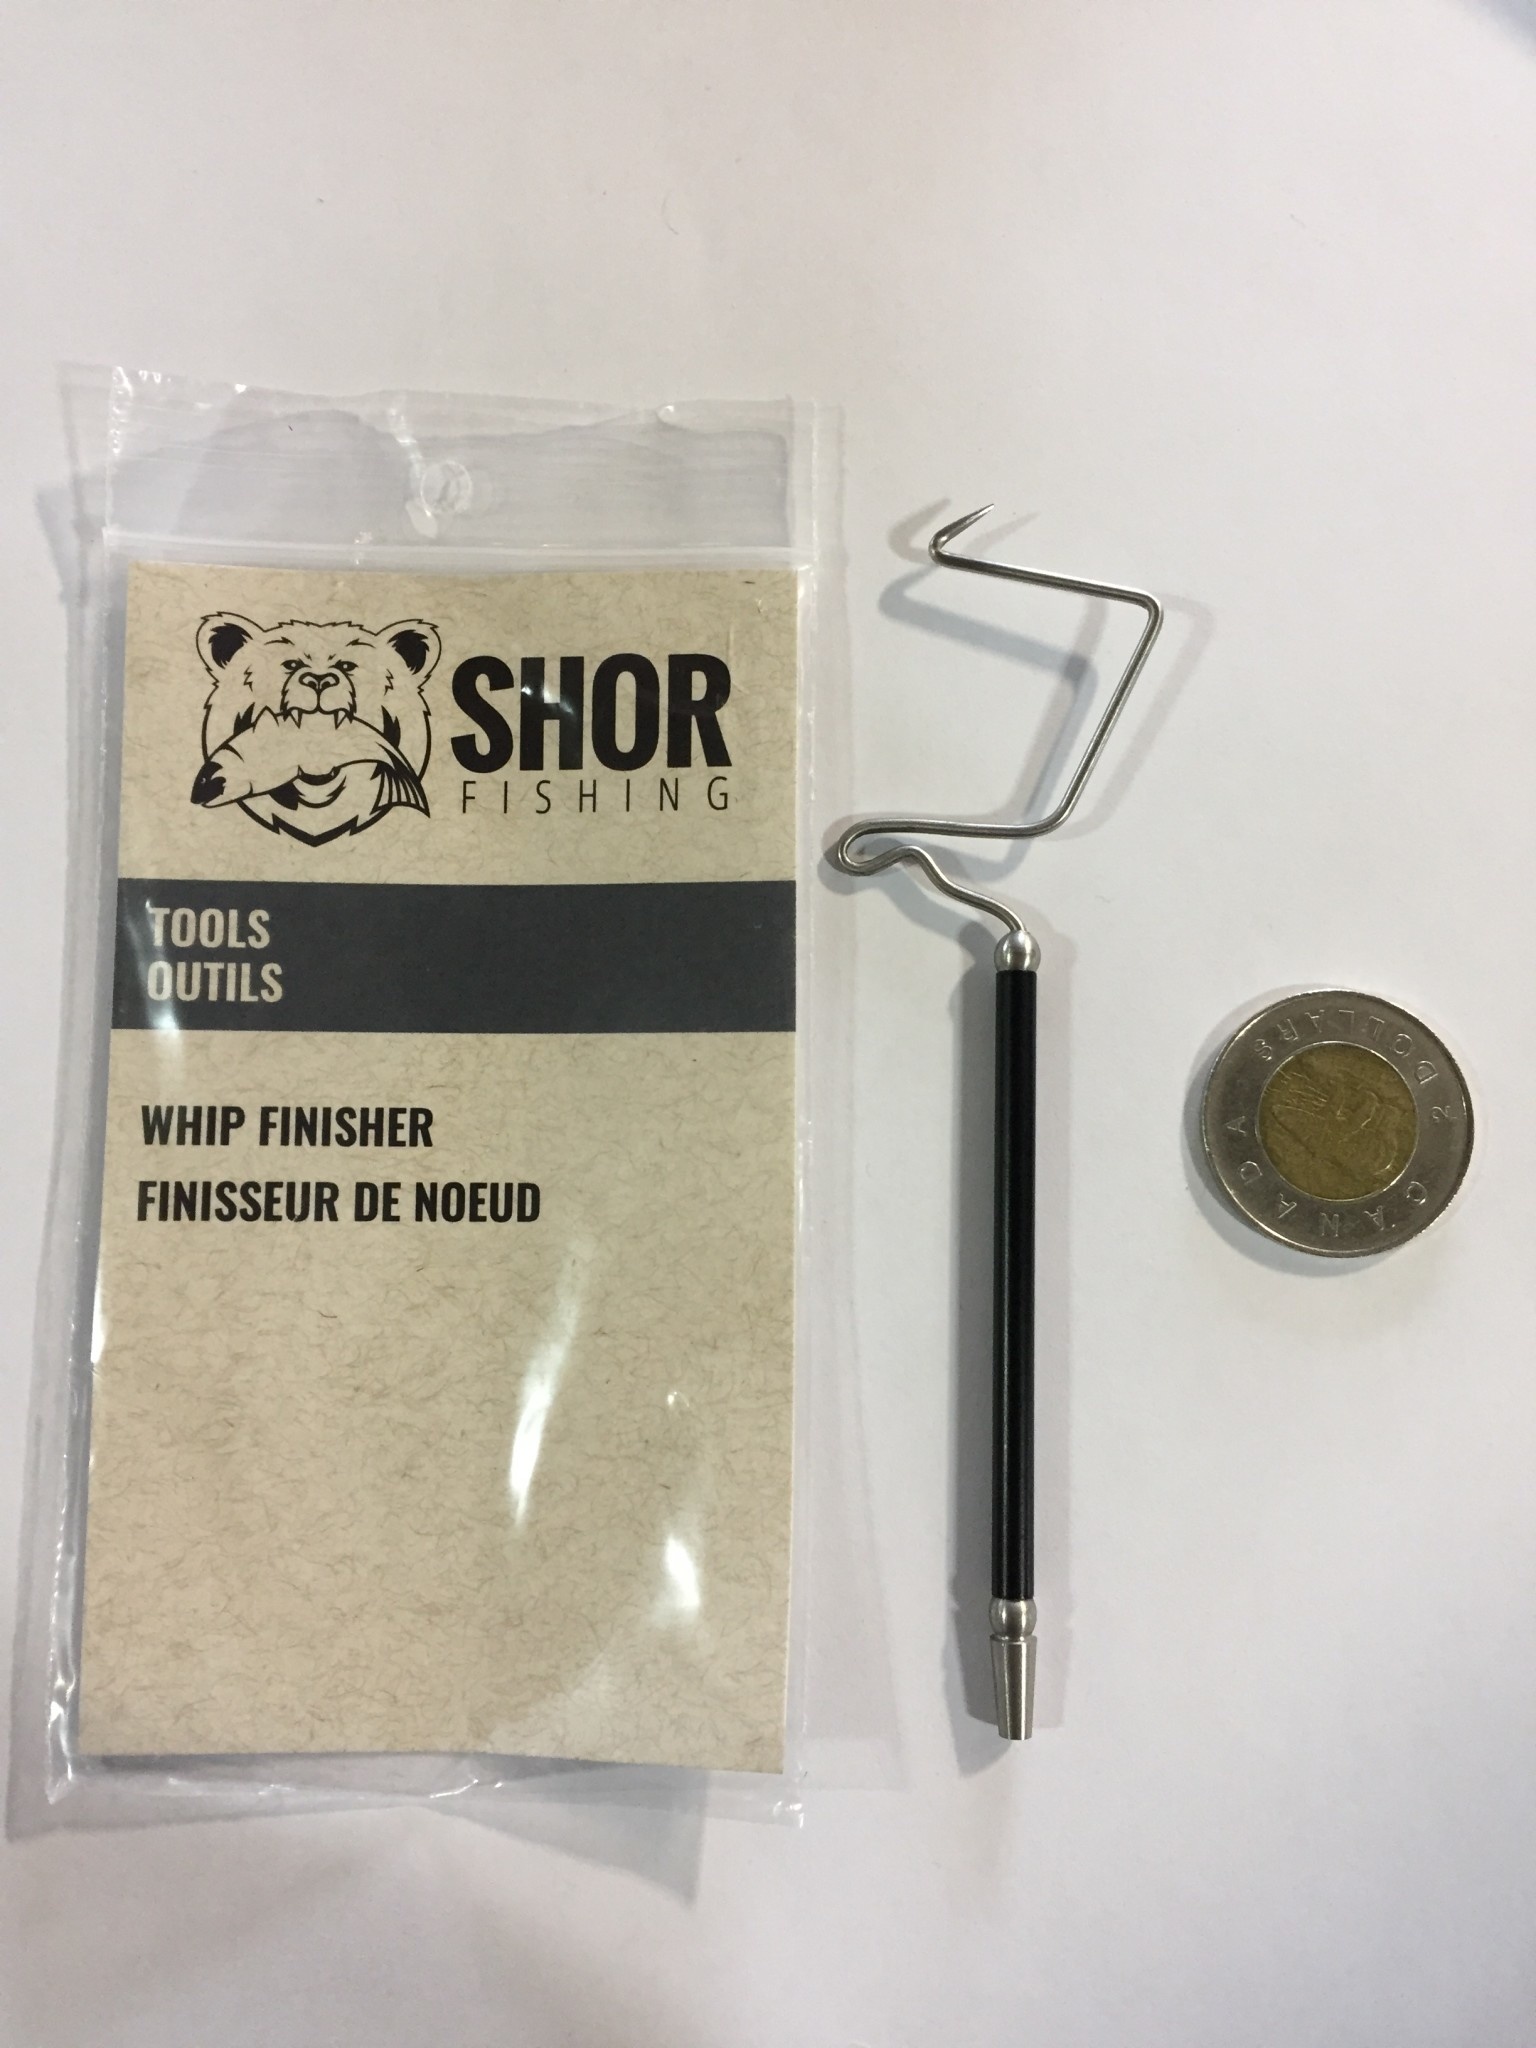 SHOR
FISHING
TOOLS
OUTILS
WHIP FINISHER
FINISSEUR DE NOEUD
CANADA 2 DOLLARS